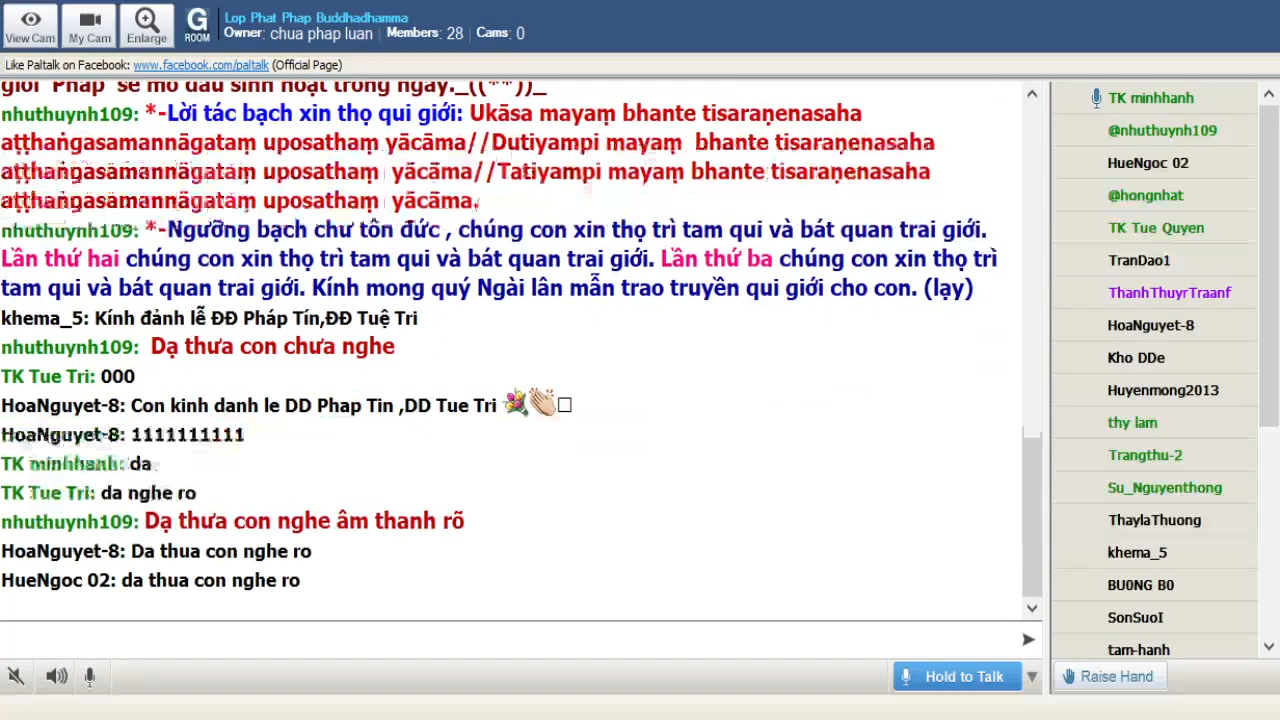 Lop Phat Phap Buddhadhamma
Owner: chua phap luan | Members: 28 | Cams: 0
View Cam
My Cam
Enlarge
G ROOM
Like Paltalk on Facebook: www.facebook.com/paltalk (Official Page)
giới "Pháp" sẽ mở đầu sinh hoạt trong ngày._((**))_
nhuthuynh109: *-Lời tác bạch xin thọ qui giới: Ukāsa mayaṃ bhante tisaraṇenasaha
aṭṭhaṅgasamannāgataṃ uposathaṃ yācāma//Dutiyampi mayaṃ bhante tisaraṇenasaha
aṭṭhaṅgasamannāgataṃ uposathaṃ yācāma//Tatiyampi mayaṃ bhante tisaraṇenasaha
aṭṭhaṅgasamannāgataṃ uposathaṃ yācāma.
nhuthuynh109: *-Ngưỡng bạch chư tôn đức , chúng con xin thọ trì tam qui và bát quan trai giới.
Lần thứ hai chúng con xin thọ trì tam qui và bát quan trai giới. Lần thứ ba chúng con xin thọ trì
tam qui và bát quan trai giới. Kính mong quý Ngài lân mẫn trao truyền qui giới cho con. (lạy)
khema_5: Kính đảnh lễ ĐĐ Pháp Tín,ĐĐ Tuệ Tri
nhuthuynh109: Dạ thưa con chưa nghe
TK Tue Tri: 000
HoaNguyet-8: Con kinh danh le DD Phap Tin ,DD Tue Tri
HoaNguyet-8: 1111111111
TK minhhanh: da
TK Tue Tri: da nghe ro
nhuthuynh109: Dạ thưa con nghe âm thanh rõ
HoaNguyet-8: Da thua con nghe ro
HueNgoc 02: da thua con nghe ro
TK minhhanh
@nhuthuynh109
HueNgoc 02
@hongnhat
TK Tue Quyen
TranDao1
ThanhThuyrTraanf
HoaNguyet-8
Kho DDe
Huyenmong2013
thy lam
Trangthu-2
Su_Nguyenthong
ThaylaThuong
khema_5
BU0NG B0
SonSuoI
tam-hanh
Hold to Talk
Raise Hand